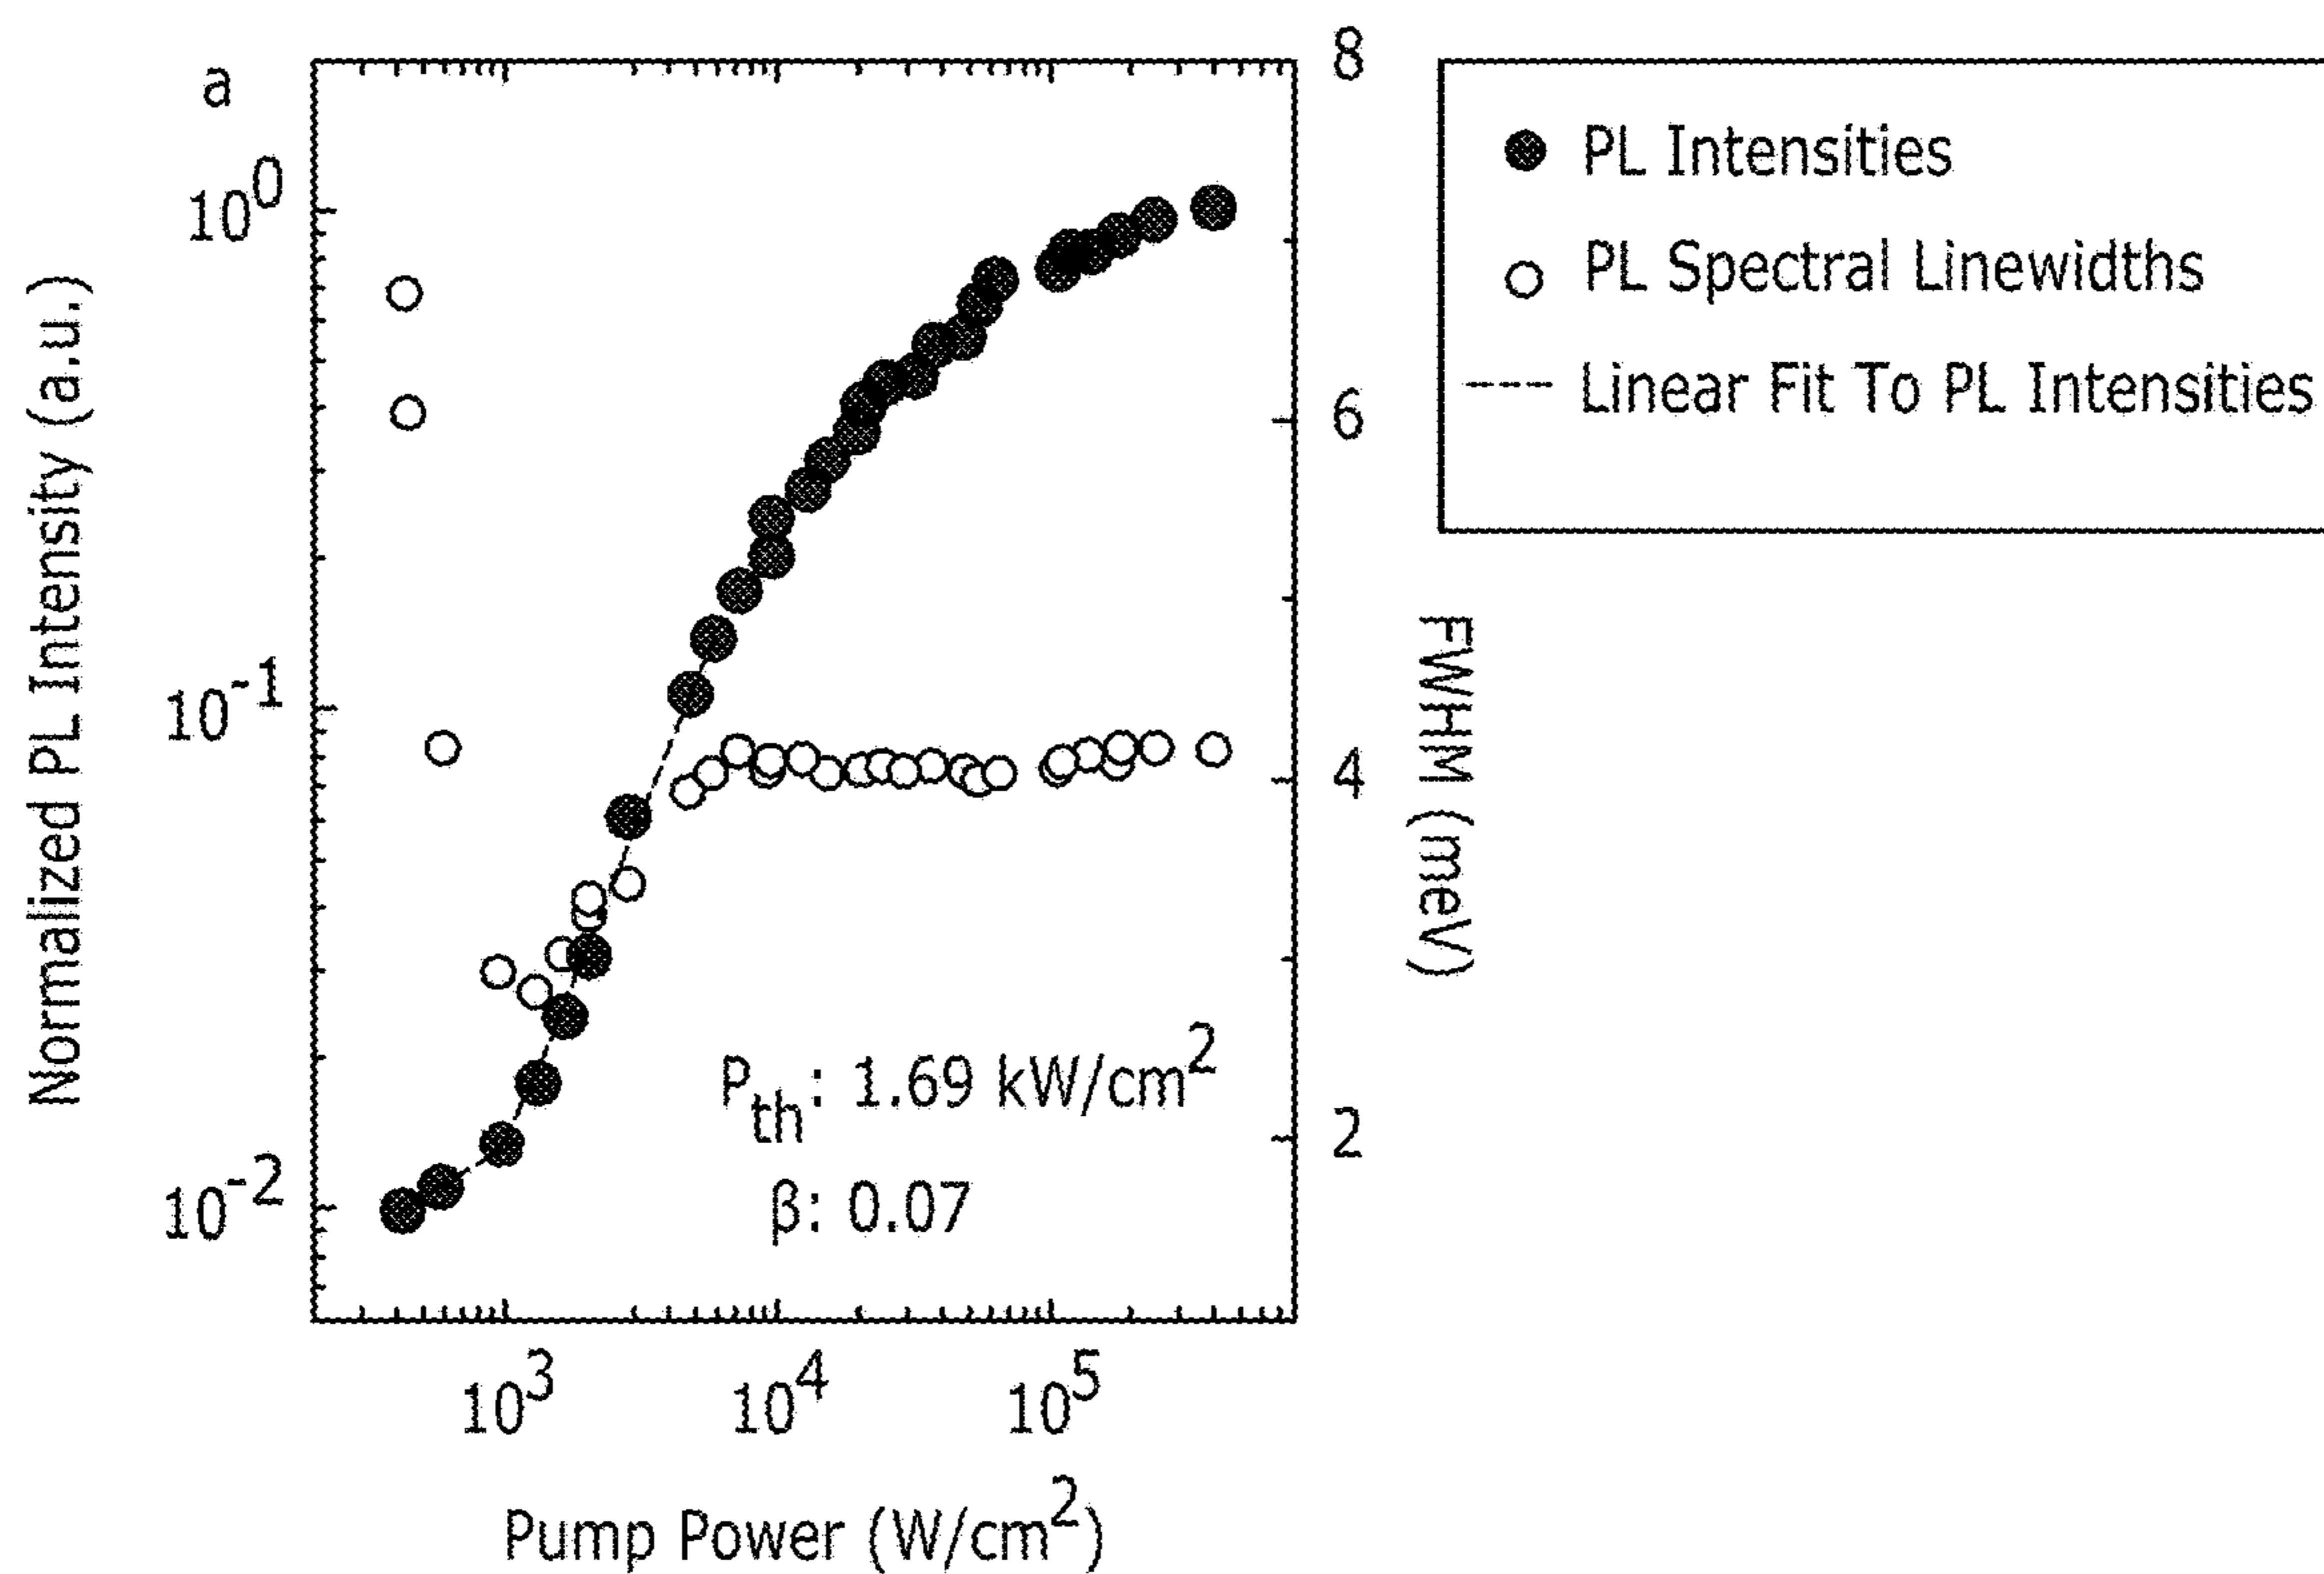 a
8
10^0
6
10^-1
4
10^-2
2
10^3
10^4
10^5
Normalized PL Intensity (a.u.)
FWHM (meV)
Pump Power (W/cm^2)
P_th: 1.69 kW/cm^2
β: 0.07
PL Intensities
PL Spectral Linewidths
Linear Fit To PL Intensities